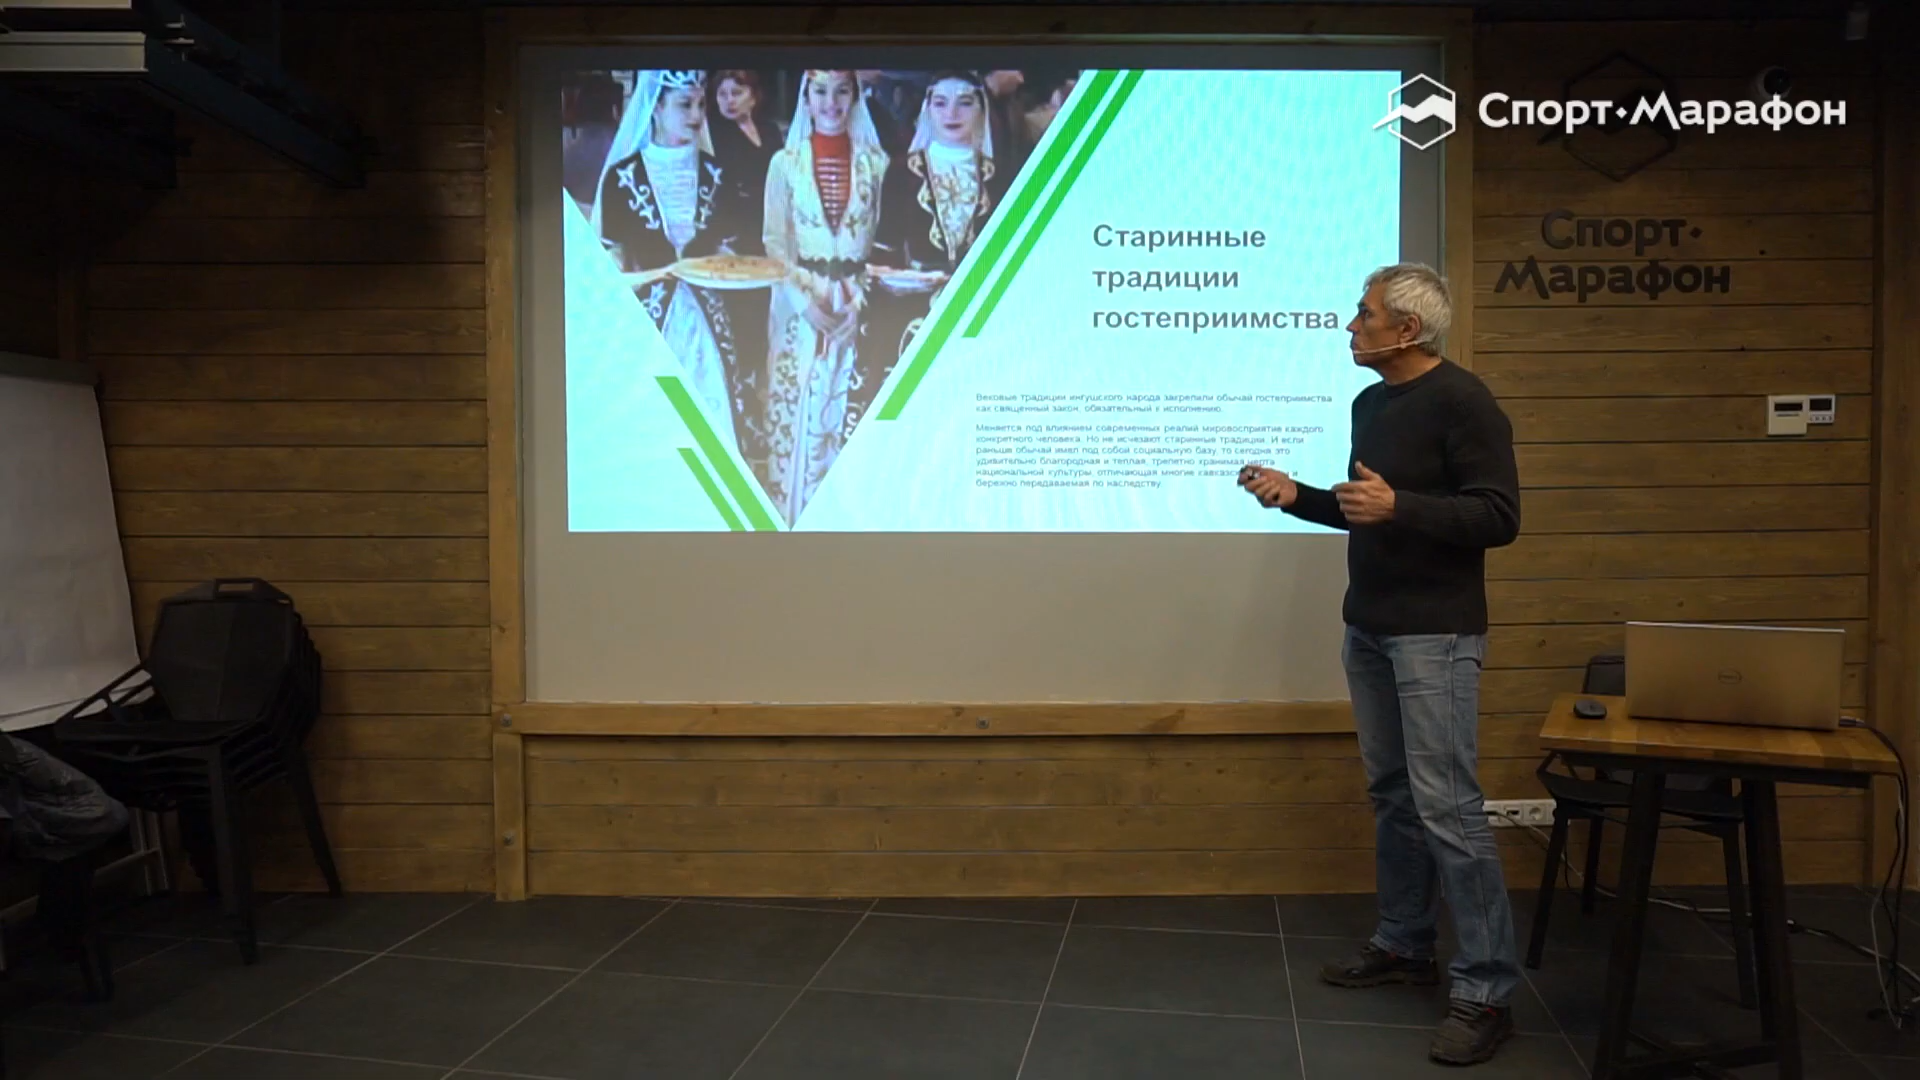 Спорт·Марафон
Спорт·
Марафон
Старинные
традиции
гостеприимства
Вековые традиции ингушского народа закрепили обычай гостеприимства
как священный закон, обязательный к исполнению.
Меняется под влиянием современных реалий мировосприятие каждого
конкретного человека. Но не исчезают старинные традиции. И если
раньше обычай имел под собой социальную базу, то сегодня это
удивительно благородная и теплая, трепетно хранимая черта
национальной культуры, отличающая многие и
бережно передаваемая по наследству.
DELL